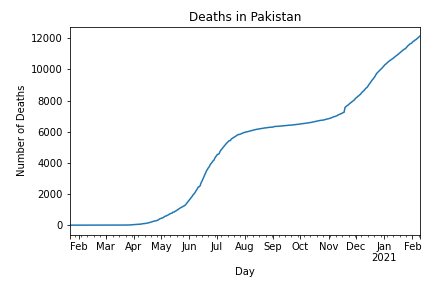 Deaths in Pakistan
Number of Deaths
12000
10000
8000
6000
4000
2000
0
Feb Mar Apr May Jun Jul Aug Sep Oct Nov Dec Jan Feb
2021
Day